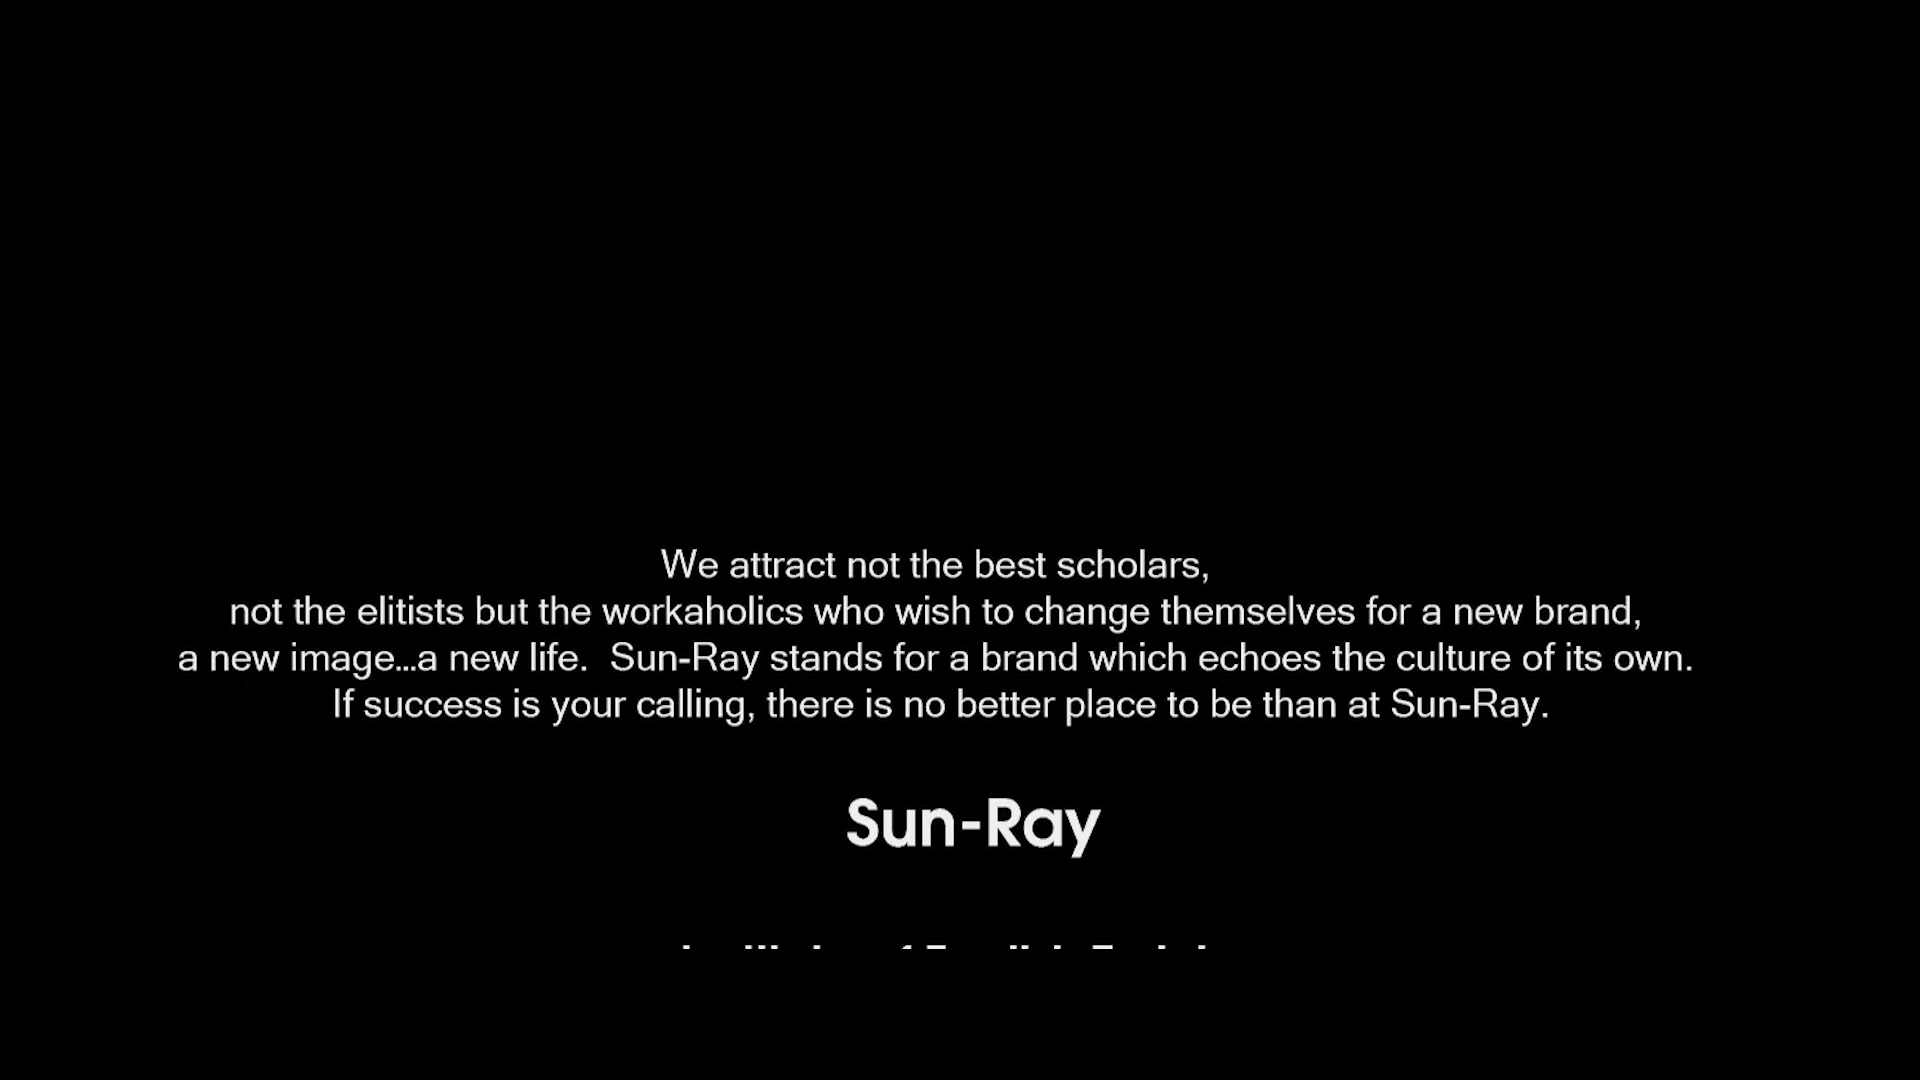 We attract not the best scholars,
not the elitists but the workaholics who wish to change themselves for a new brand,
a new image...a new life.  Sun-Ray stands for a brand which echoes the culture of its own.
If success is your calling, there is no better place to be than at Sun-Ray.
Sun-Ray